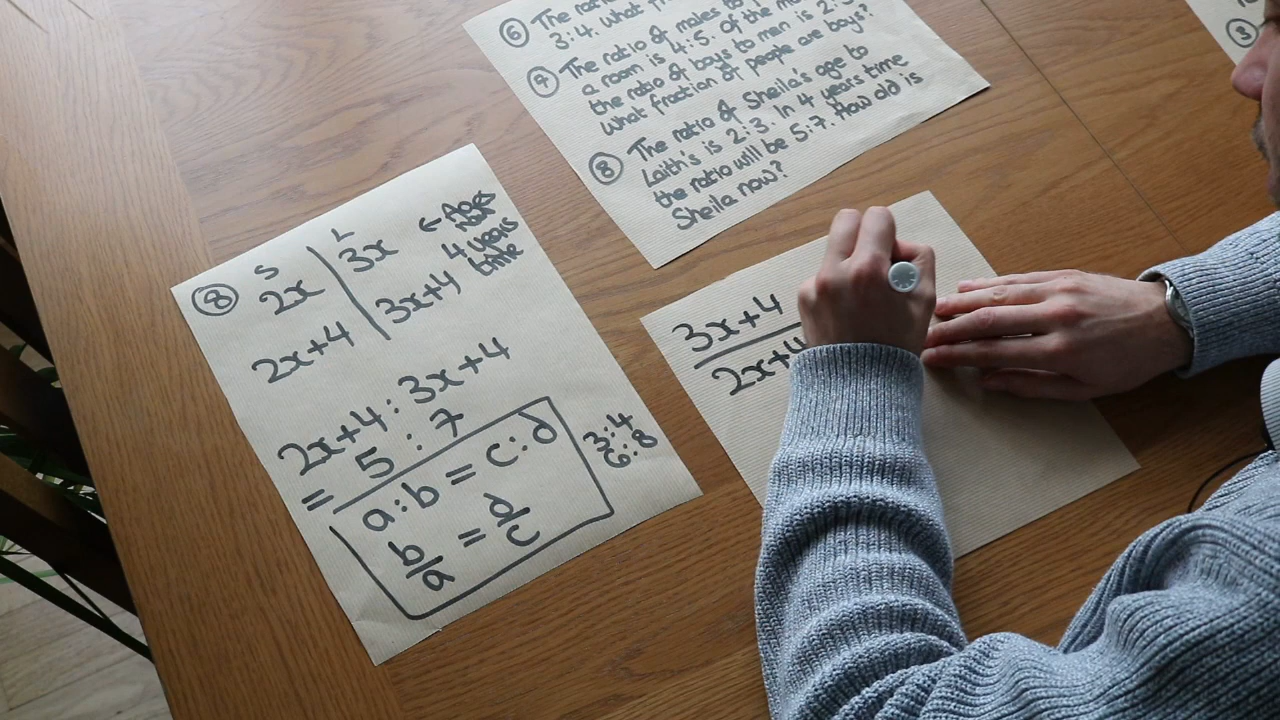 ⑥ The ratio
3:4. What fr
⑦ The ratio of males to
a room is 4:5. Of the m
the ratio of boys to men is 2:3
What fraction of people are boys?
⑧ The ratio of Sheila's age to
Laith's is 2:3. In 4 years time
the ratio will be 5:7. How old is
Sheila now?
③
⑧ S L
2x 3x ← Ages
now
2x+4 3x+4 4 years
time
2x+4 : 3x+4
= 5 : 7
a:b = c:d
b/a = d/c
3:4
6:8
3x+4
2x+4